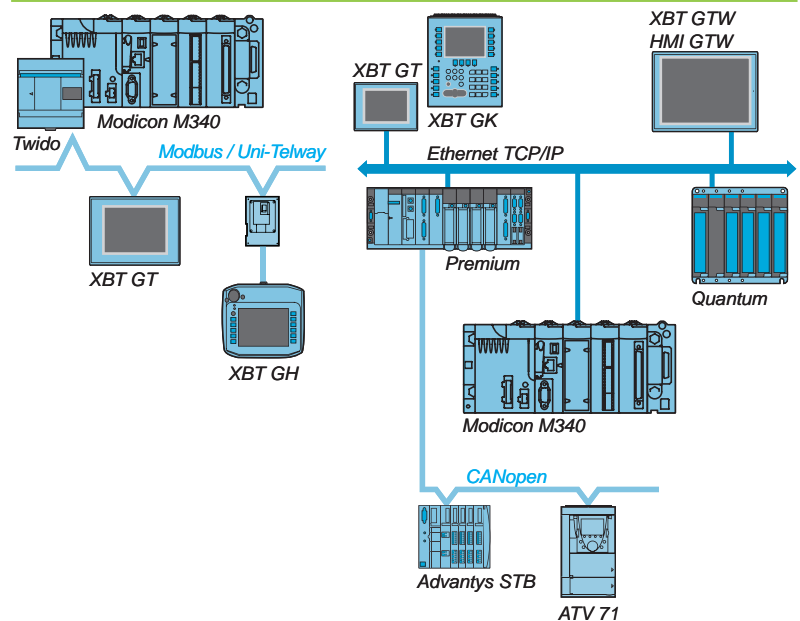 XBT GTW
HMI GTW
XBT GT
XBT GK
Modicon M340
Twido
Modbus / Uni-Telway
Ethernet TCP/IP
XBT GT
Premium
Quantum
XBT GH
Modicon M340
CANopen
Advantys STB
ATV 71